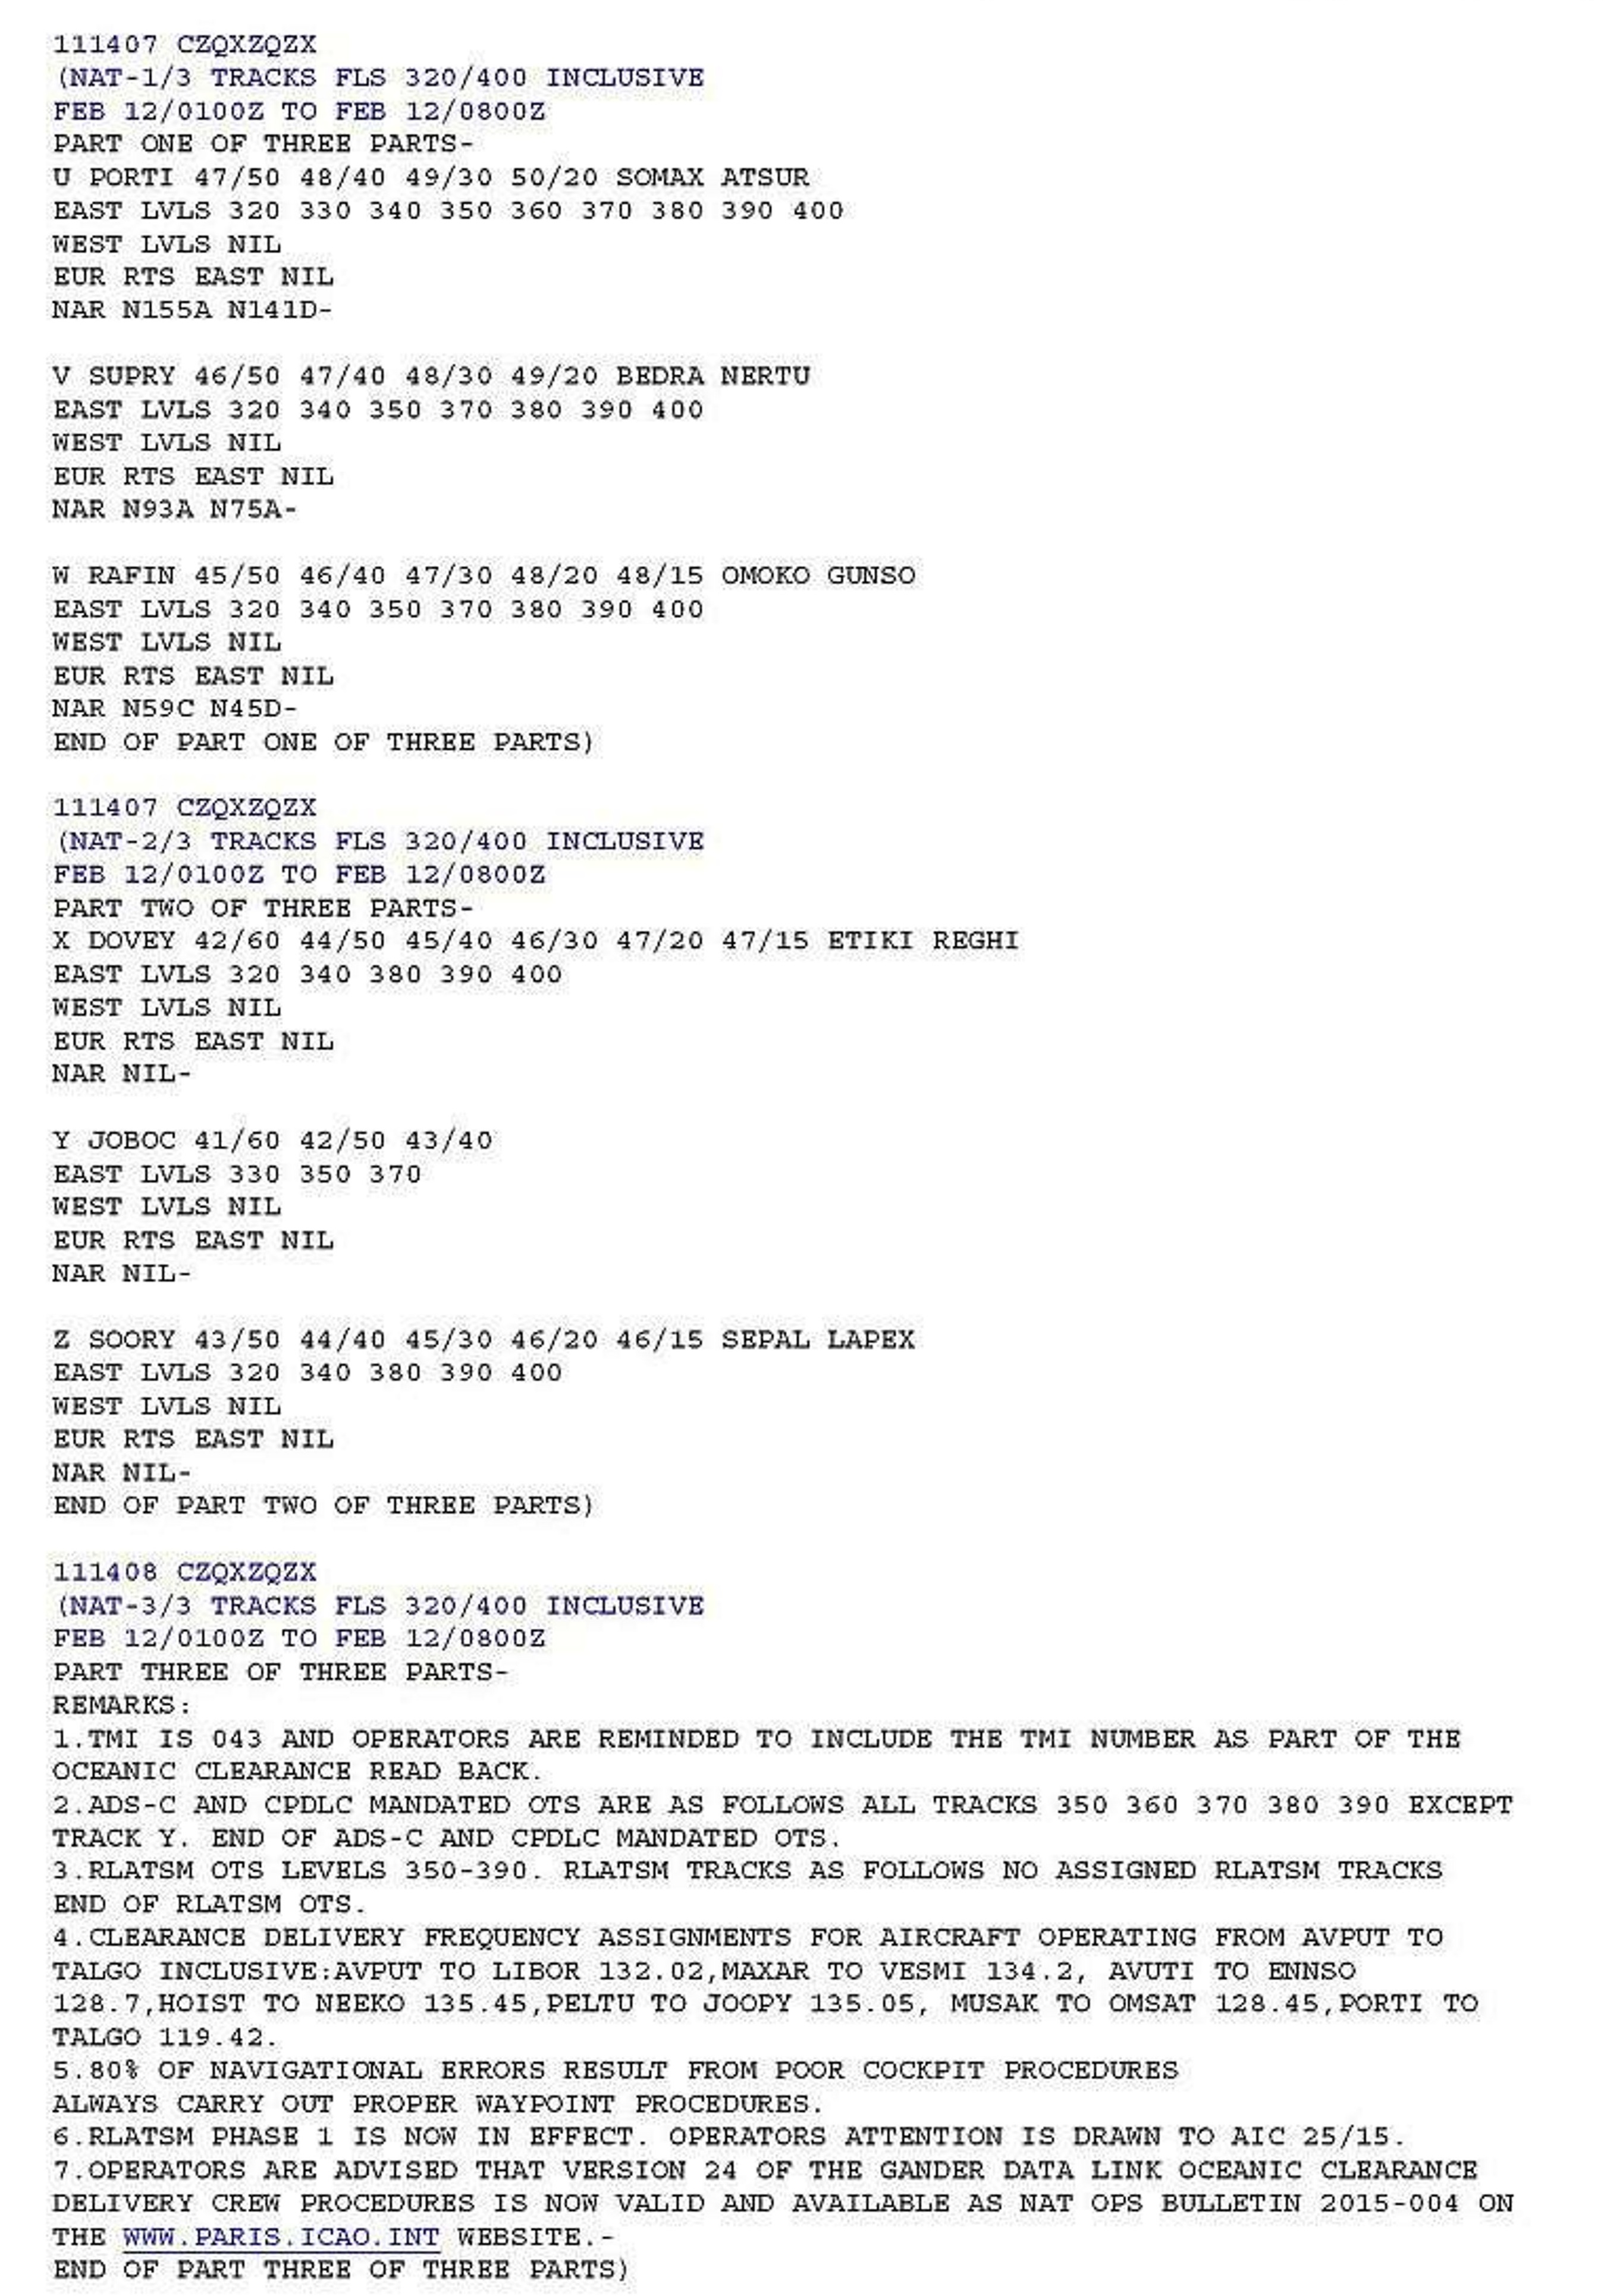 111407 CZQXZQZX
(NAT-1/3 TRACKS FLS 320/400 INCLUSIVE
FEB 12/0100Z TO FEB 12/0800Z
PART ONE OF THREE PARTS-
U PORTI 47/50 48/40 49/30 50/20 SOMAX ATSUR
EAST LVLS 320 330 340 350 360 370 380 390 400
WEST LVLS NIL
EUR RTS EAST NIL
NAR N155A N141D-
V SUPRY 46/50 47/40 48/30 49/20 BEDRA NERTU
EAST LVLS 320 340 350 370 380 390 400
WEST LVLS NIL
EUR RTS EAST NIL
NAR N93A N75A-
W RAFIN 45/50 46/40 47/30 48/20 48/15 OMOKO GUNSO
EAST LVLS 320 340 350 370 380 390 400
WEST LVLS NIL
EUR RTS EAST NIL
NAR N59C N45D-
END OF PART ONE OF THREE PARTS)
111407 CZQXZQZX
(NAT-2/3 TRACKS FLS 320/400 INCLUSIVE
FEB 12/0100Z TO FEB 12/0800Z
PART TWO OF THREE PARTS-
X DOVEY 42/60 44/50 45/40 46/30 47/20 47/15 ETIKI REGHI
EAST LVLS 320 340 380 390 400
WEST LVLS NIL
EUR RTS EAST NIL
NAR NIL-
Y JOBOC 41/60 42/50 43/40
EAST LVLS 330 350 370
WEST LVLS NIL
EUR RTS EAST NIL
NAR NIL-
Z SOORY 43/50 44/40 45/30 46/20 46/15 SEPAL LAPEX
EAST LVLS 320 340 380 390 400
WEST LVLS NIL
EUR RTS EAST NIL
NAR NIL-
END OF PART TWO OF THREE PARTS)
111408 CZQXZQZX
(NAT-3/3 TRACKS FLS 320/400 INCLUSIVE
FEB 12/0100Z TO FEB 12/0800Z
PART THREE OF THREE PARTS-
REMARKS:
1.TMI IS 043 AND OPERATORS ARE REMINDED TO INCLUDE THE TMI NUMBER AS PART OF THE
OCEANIC CLEARANCE READ BACK.
2.ADS-C AND CPDLC MANDATED OTS ARE AS FOLLOWS ALL TRACKS 350 360 370 380 390 EXCEPT
TRACK Y. END OF ADS-C AND CPDLC MANDATED OTS.
3.RLATSM OTS LEVELS 350-390. RLATSM TRACKS AS FOLLOWS NO ASSIGNED RLATSM TRACKS
END OF RLATSM OTS.
4.CLEARANCE DELIVERY FREQUENCY ASSIGNMENTS FOR AIRCRAFT OPERATING FROM AVPUT TO
TALGO INCLUSIVE:AVPUT TO LIBOR 132.02,MAXAR TO VESMI 134.2, AVUTI TO ENNSO
128.7,HOIST TO NEEKO 135.45,PELTU TO JOOPY 135.05, MUSAK TO OMSAT 128.45,PORTI TO
TALGO 119.42.
5.80% OF NAVIGATIONAL ERRORS RESULT FROM POOR COCKPIT PROCEDURES
ALWAYS CARRY OUT PROPER WAYPOINT PROCEDURES.
6.RLATSM PHASE 1 IS NOW IN EFFECT. OPERATORS ATTENTION IS DRAWN TO AIC 25/15.
7.OPERATORS ARE ADVISED THAT VERSION 24 OF THE GANDER DATA LINK OCEANIC CLEARANCE
DELIVERY CREW PROCEDURES IS NOW VALID AND AVAILABLE AS NAT OPS BULLETIN 2015-004 ON
THE WWW.PARIS.ICAO.INT WEBSITE.-
END OF PART THREE OF THREE PARTS)